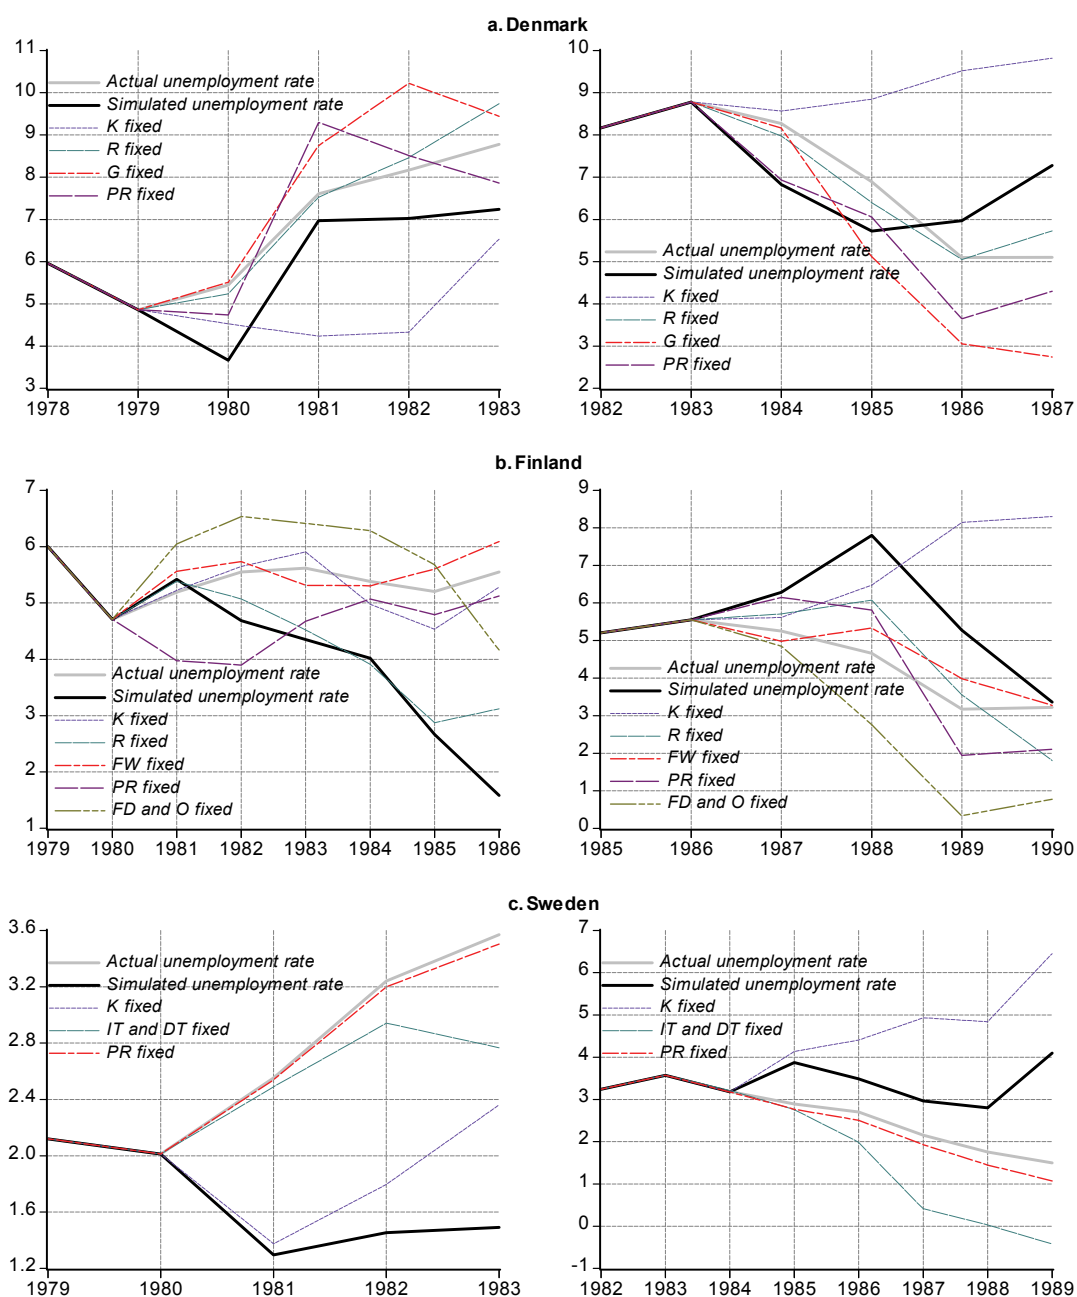 a. Denmark
11
10
9
8
7
6
5
4
3
Actual unemployment rate
Simulated unemployment rate
K fixed
R fixed
G fixed
PR fixed
1978 1979 1980 1981 1982 1983
10
9
8
7
6
5
4
3
2
Actual unemployment rate
Simulated unemployment rate
K fixed
R fixed
G fixed
PR fixed
1982 1983 1984 1985 1986 1987
b. Finland
7
6
5
4
3
2
1
Actual unemployment rate
Simulated unemployment rate
K fixed
R fixed
FW fixed
PR fixed
FD and O fixed
1979 1980 1981 1982 1983 1984 1985 1986
9
8
7
6
5
4
3
2
1
0
Actual unemployment rate
Simulated unemployment rate
K fixed
R fixed
FW fixed
PR fixed
FD and O fixed
1985 1986 1987 1988 1989 1990
c. Sweden
3.6
3.2
2.8
2.4
2.0
1.6
1.2
Actual unemployment rate
Simulated unemployment rate
K fixed
IT and DT fixed
PR fixed
1979 1980 1981 1982 1983
7
6
5
4
3
2
1
0
-1
Actual unemployment rate
Simulated unemployment rate
K fixed
IT and DT fixed
PR fixed
1982 1983 1984 1985 1986 1987 1988 1989